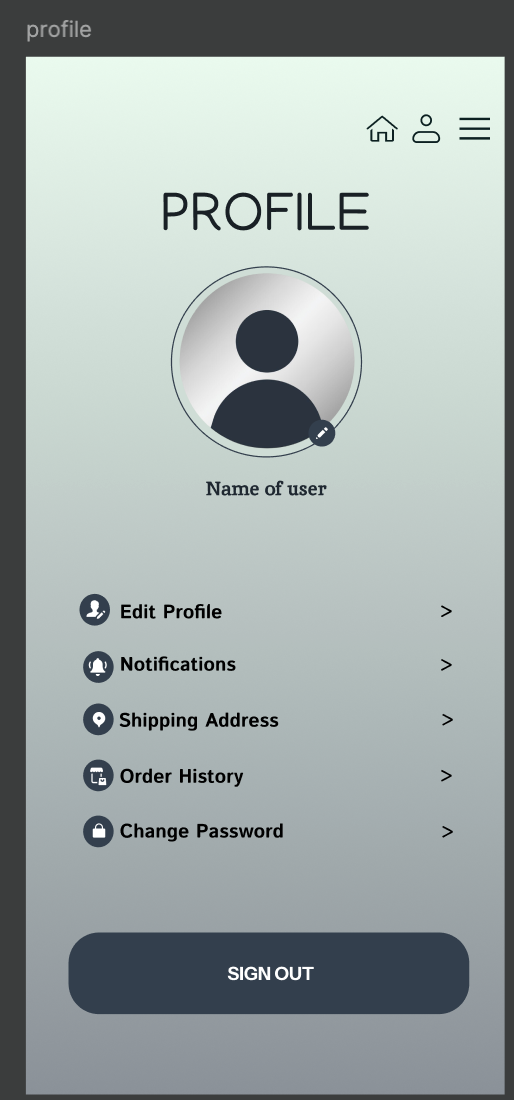 profile
PROFILE
Name of user
Edit Profile >
Notifications >
Shipping Address >
Order History >
Change Password >
SIGN OUT